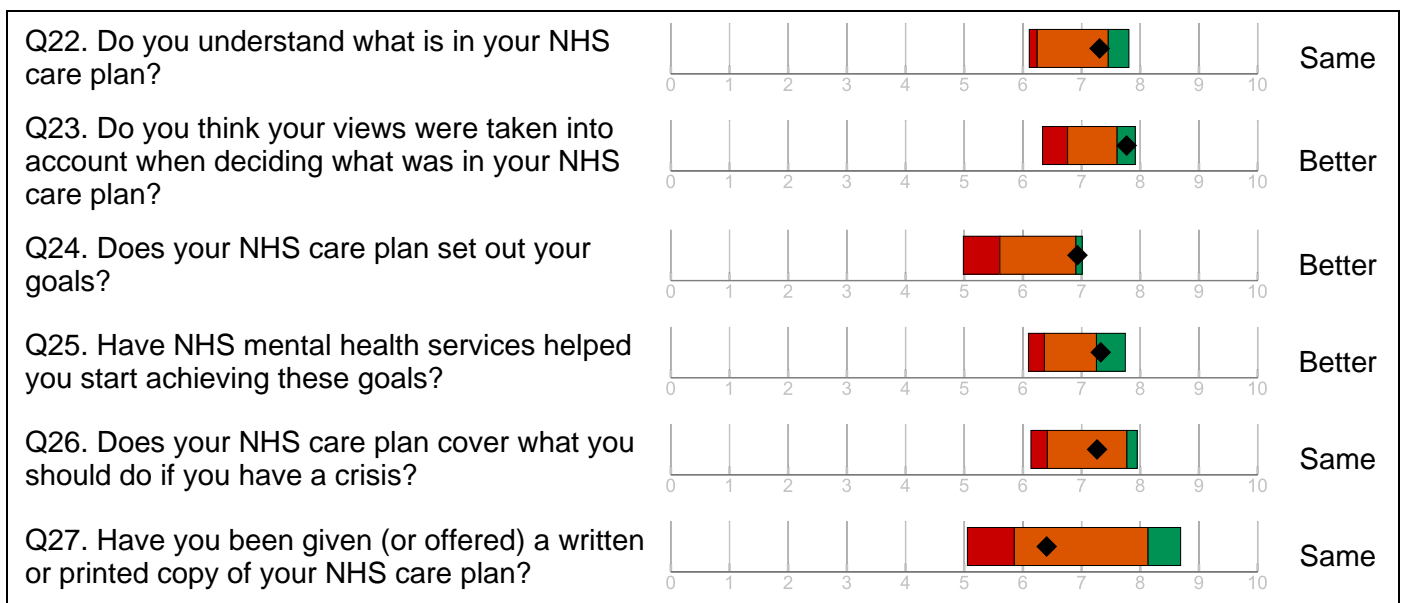 Q22. Do you understand what is in your NHS
care plan?
0 1 2 3 4 5 6 7 8 9 10
Same
Q23. Do you think your views were taken into
account when deciding what was in your NHS
care plan?
0 1 2 3 4 5 6 7 8 9 10
Better
Q24. Does your NHS care plan set out your
goals?
0 1 2 3 4 5 6 7 8 9 10
Better
Q25. Have NHS mental health services helped
you start achieving these goals?
0 1 2 3 4 5 6 7 8 9 10
Better
Q26. Does your NHS care plan cover what you
should do if you have a crisis?
0 1 2 3 4 5 6 7 8 9 10
Same
Q27. Have you been given (or offered) a written
or printed copy of your NHS care plan?
0 1 2 3 4 5 6 7 8 9 10
Same